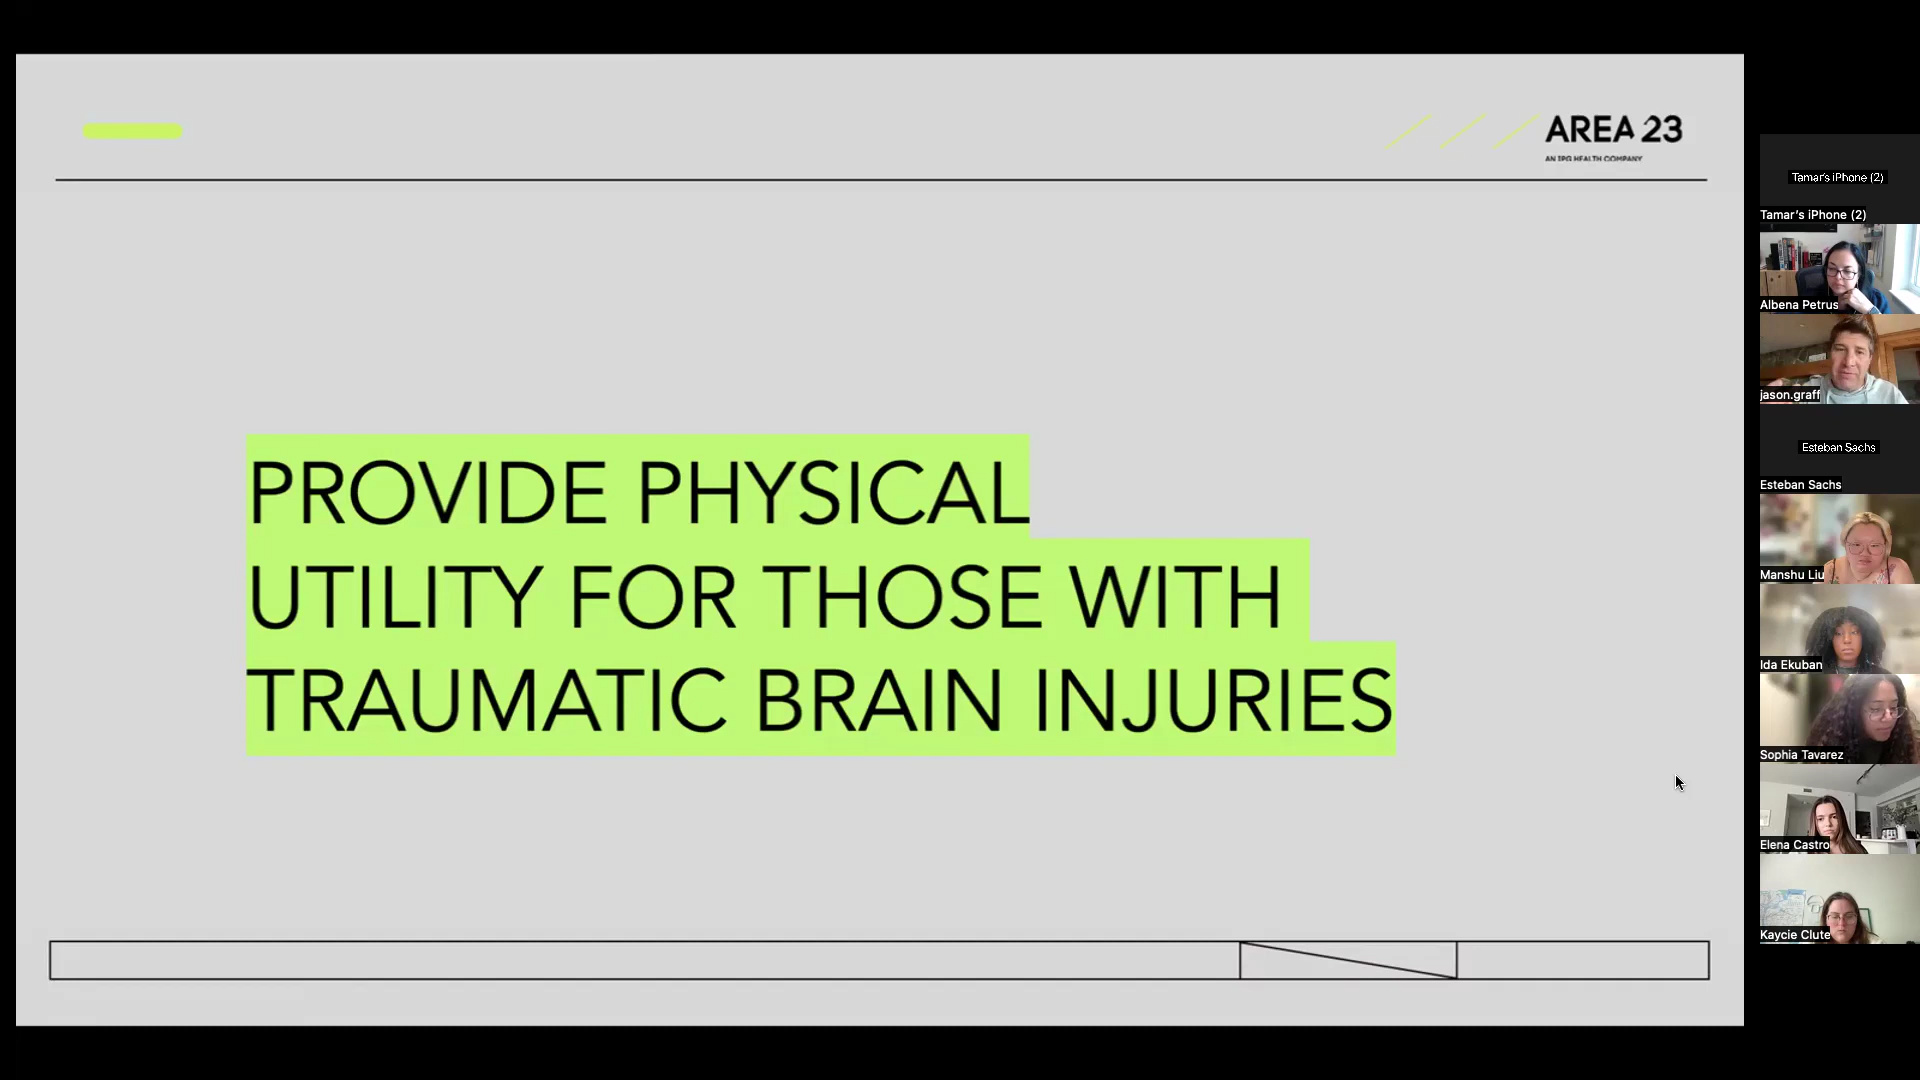 AREA 23
AN IPG HEALTH COMPANY
PROVIDE PHYSICAL
UTILITY FOR THOSE WITH
TRAUMATIC BRAIN INJURIES
Tamar's iPhone (2)
Tamar's iPhone (2)
Albena Petrus
jason.graff
Esteban Sachs
Esteban Sachs
Manshu Liu
Ida Ekuban
Sophia Tavarez
Elena Castro
Kaycie Clute